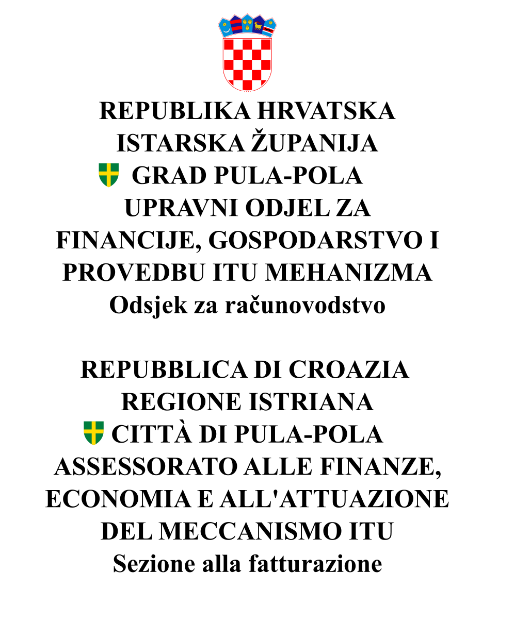 REPUBLIKA HRVATSKA
ISTARSKA ŽUPANIJA
GRAD PULA-POLA
UPRAVNI ODJEL ZA
FINANCIJE, GOSPODARSTVO I
PROVEDBU ITU MEHANIZMA
Odsjek za računovodstvo
REPUBBLICA DI CROAZIA
REGIONE ISTRIANA
CITTÀ DI PULA-POLA
ASSESSORATO ALLE FINANZE,
ECONOMIA E ALL'ATTUAZIONE
DEL MECCANISMO ITU
Sezione alla fatturazione